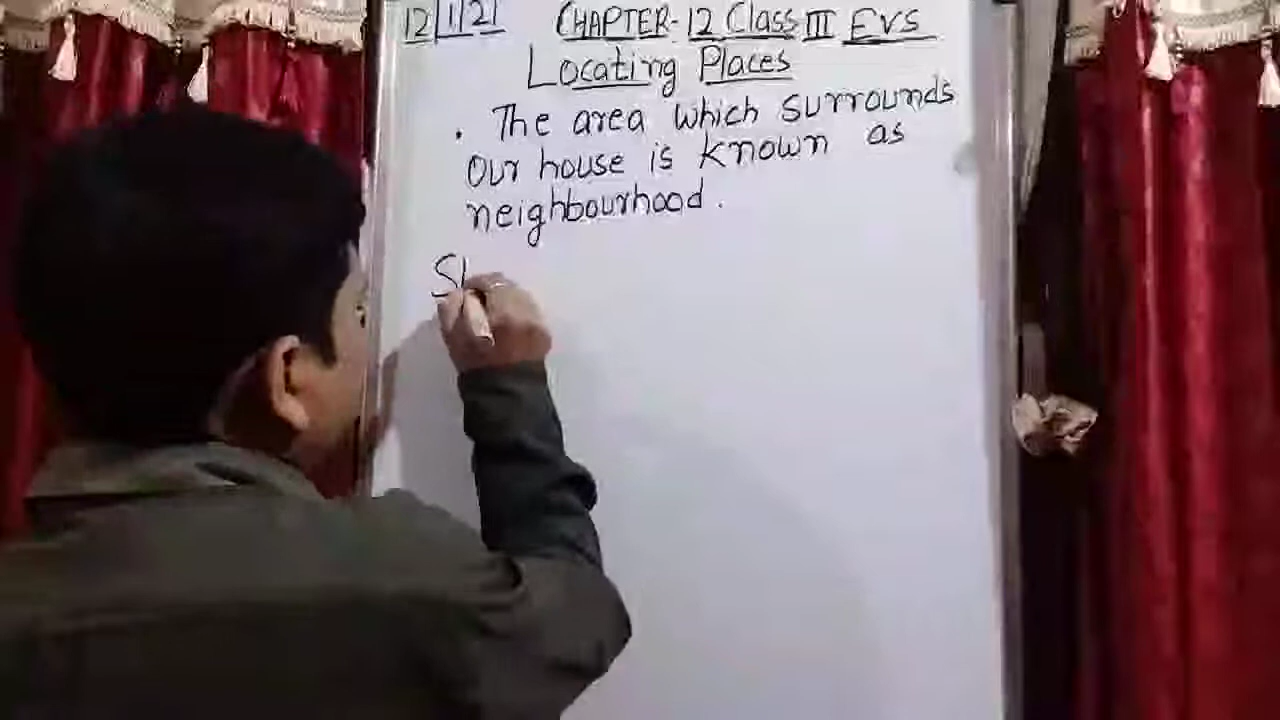 12|1|21 CHAPTER-12 Class III EVS
Locating Places
. The area which surrounds
Our house is known as
neighbourhood.